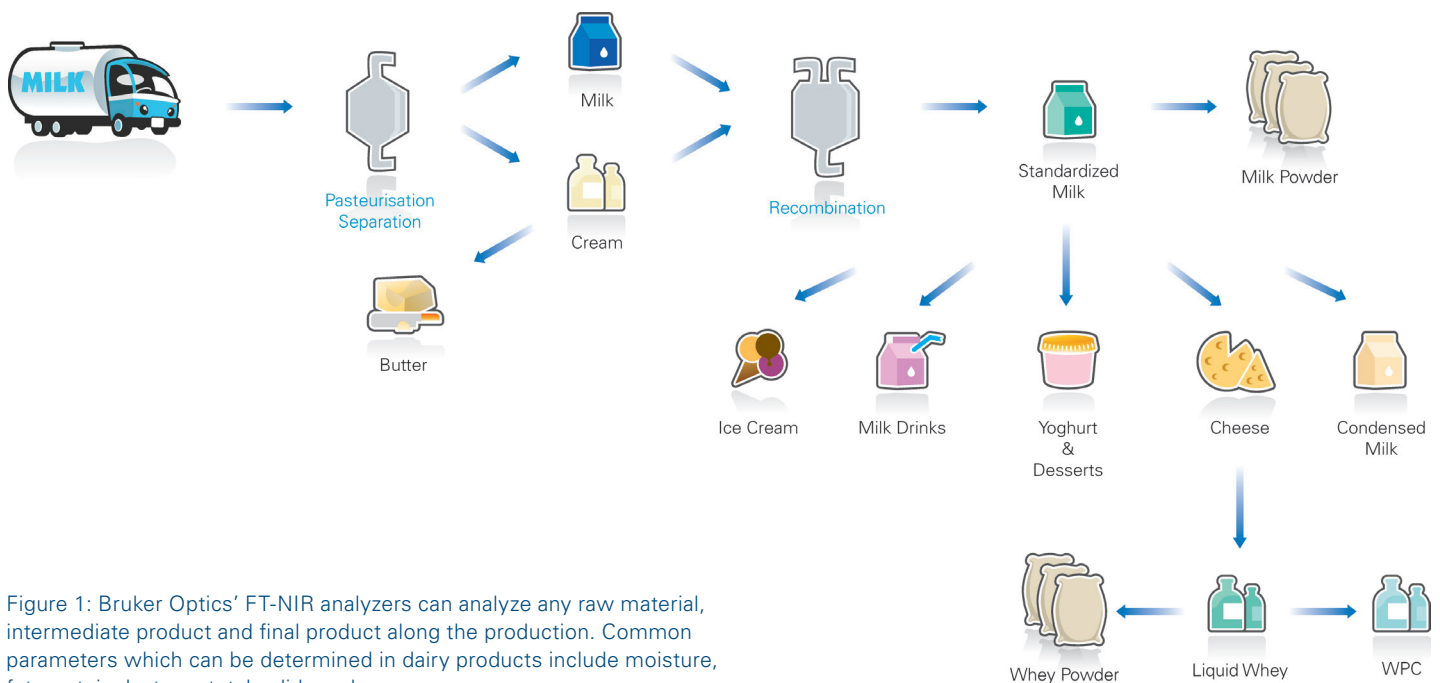 MILK
Milk
Pasteurisation
Separation
Cream
Butter
Recombination
Standardized
Milk
Milk Powder
Ice Cream
Milk Drinks
Yoghurt
&
Desserts
Cheese
Condensed
Milk
Whey Powder
Liquid Whey
WPC
Figure 1: Bruker Optics’ FT-NIR analyzers can analyze any raw material,
intermediate product and final product along the production. Common
parameters which can be determined in dairy products include moisture,